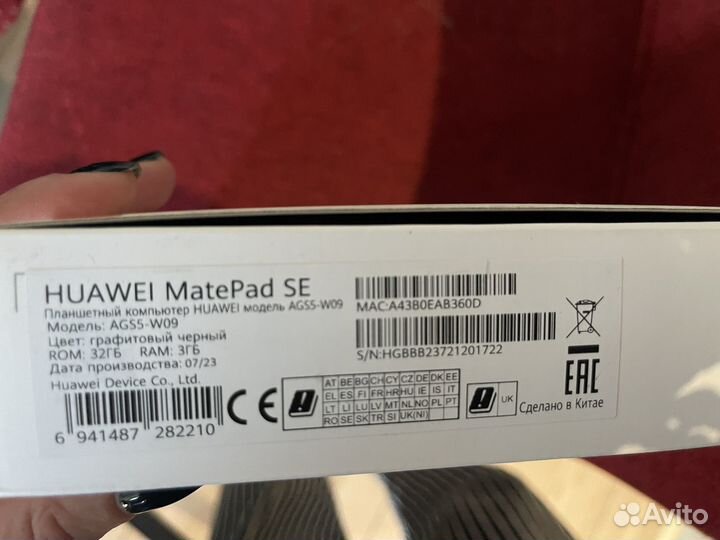 HUAWEI MatePad SE
Планшетный компьютер HUAWEI модель AGS5-W09
Модель: AGS5-W09
Цвет: графитовый черный
ROM: 32ГБ RAM: 3ГБ
Дата производства: 07/23
Huawei Device Co., Ltd.
6 941487 282210
MAC:A43B0EAB360D
S/N:HGBBB23721201722
CE
AT BE BG CH CY CZ DE DK EE
EL ES FI FR HR HU IE IS IT
LT LI LU LV MT NL NO PL PT
RO SE SK TR SI UK(NI)
UK
EAC
Сделано в Китае
Avito